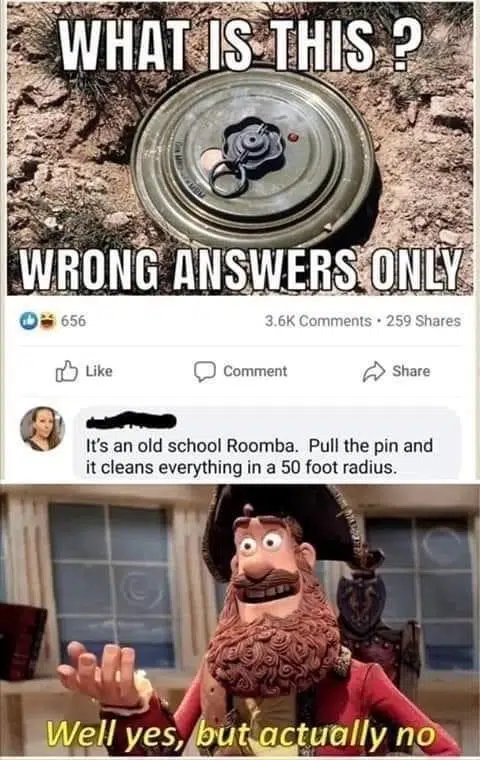 WHAT IS THIS ?
WRONG ANSWERS ONLY
656
3.6K Comments • 259 Shares
Like
Comment
Share
It's an old school Roomba. Pull the pin and
it cleans everything in a 50 foot radius.
Well yes, but actually no